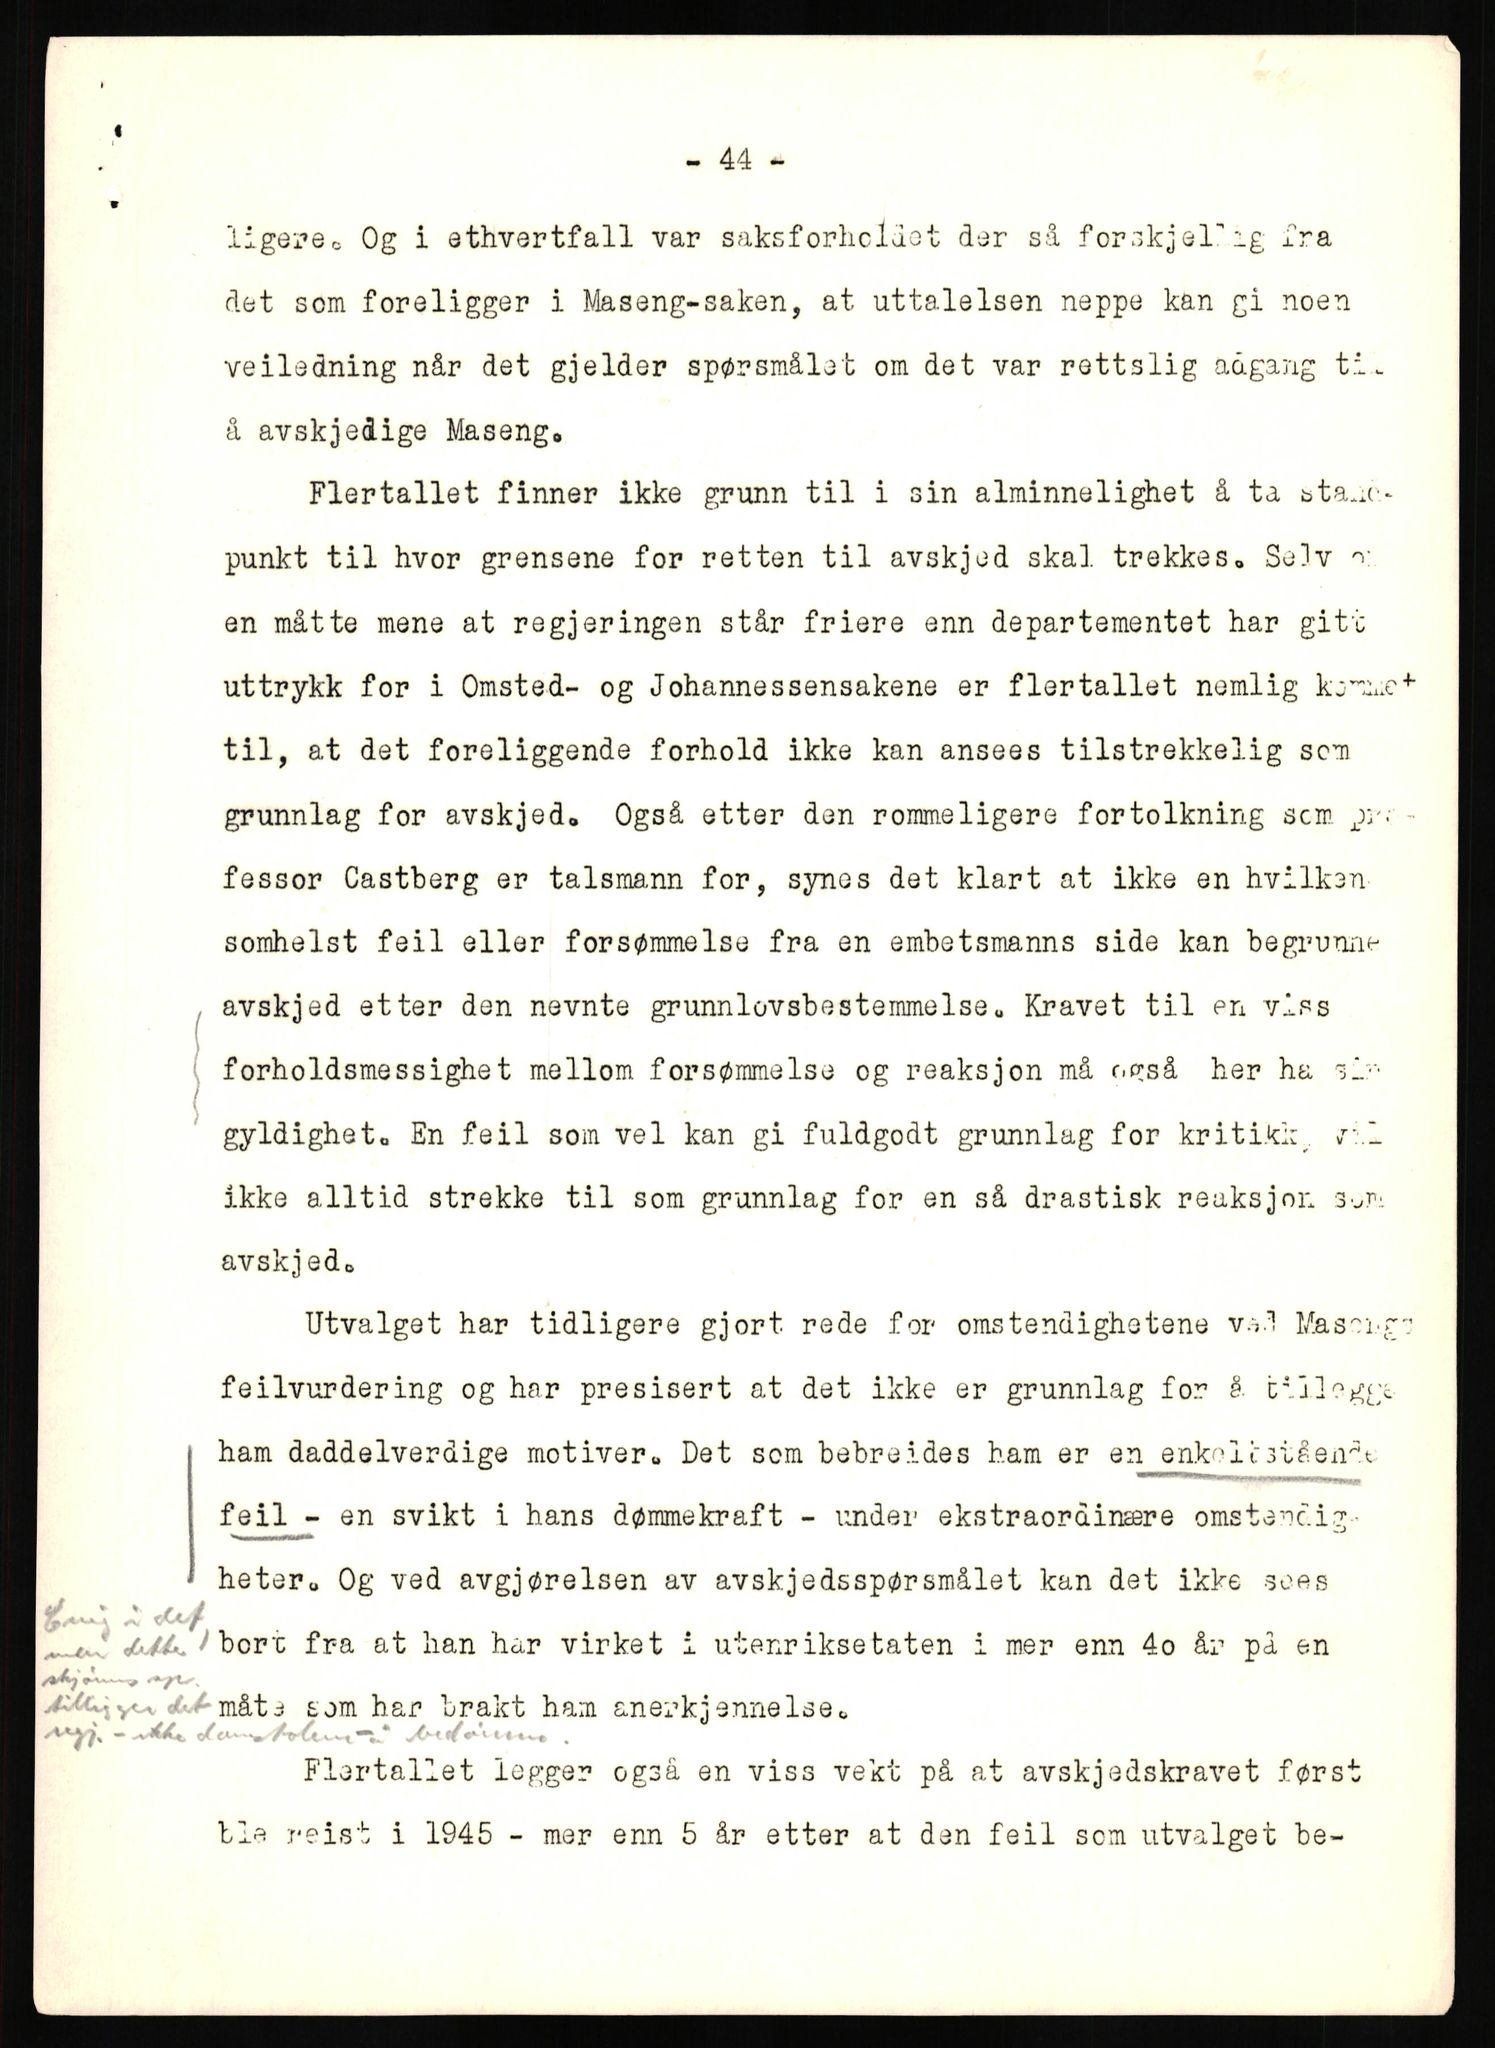 - 44 -
ligere. Og i ethvertfall var saksforholdet der så forskjellig fra
det som foreligger i Maseng-saken, at uttalelsen neppe kan gi noen
veiledning når det gjelder spørsmålet om det var rettslig adgang til
å avskjedige Maseng.
Flertallet finner ikke grunn til i sin alminnelighet å ta stand-
punkt til hvor grensene for retten til avskjed skal trekkes. Selv om
en måtte mene at regjeringen står friere enn departementet har gitt
uttrykk for i Omsted- og Johannessensakene er flertallet nemlig kommet
til, at det foreliggende forhold ikke kan ansees tilstrekkelig som
grunnlag for avskjed. Også etter den rommeligere fortolkning som pro-
fessor Castberg er talsmann for, synes det klart at ikke en hvilken
somhelst feil eller forsømmelse fra en embetsmanns side kan begrunne
avskjed etter den nevnte grunnlovsbestemmelse. Kravet til en viss
forholdsmessighet mellom forsømmelse og reaksjon må også her ha sin
gyldighet. En feil som vel kan gi fuldgodt grunnlag for kritikk, vil
ikke alltid strekke til som grunnlag for en så drastisk reaksjon som
avskjed.
Utvalget har tidligere gjort rede for omstendighetene ved Masengs
feilvurdering og har presisert at det ikke er grunnlag for å tillegge
ham daddelverdige motiver. Det som bebreides ham er en enkeltstående
feil - en svikt i hans dømmekraft - under ekstraordinære omstendig-
heter. Og ved avgjørelsen av avskjedsspørsmålet kan det ikke sees
bort fra at han har virket i utenriksetaten i mer enn 4o år på en
måte som har brakt ham anerkjennelse.
Enig i det,
men dette
skjønns sp.
tilligger det
regj. - ikke domstolene - å bedømme.
Flertallet legger også en viss vekt på at avskjedskravet først
ble reist i 1945 - mer enn 5 år etter at den feil som utvalget be-